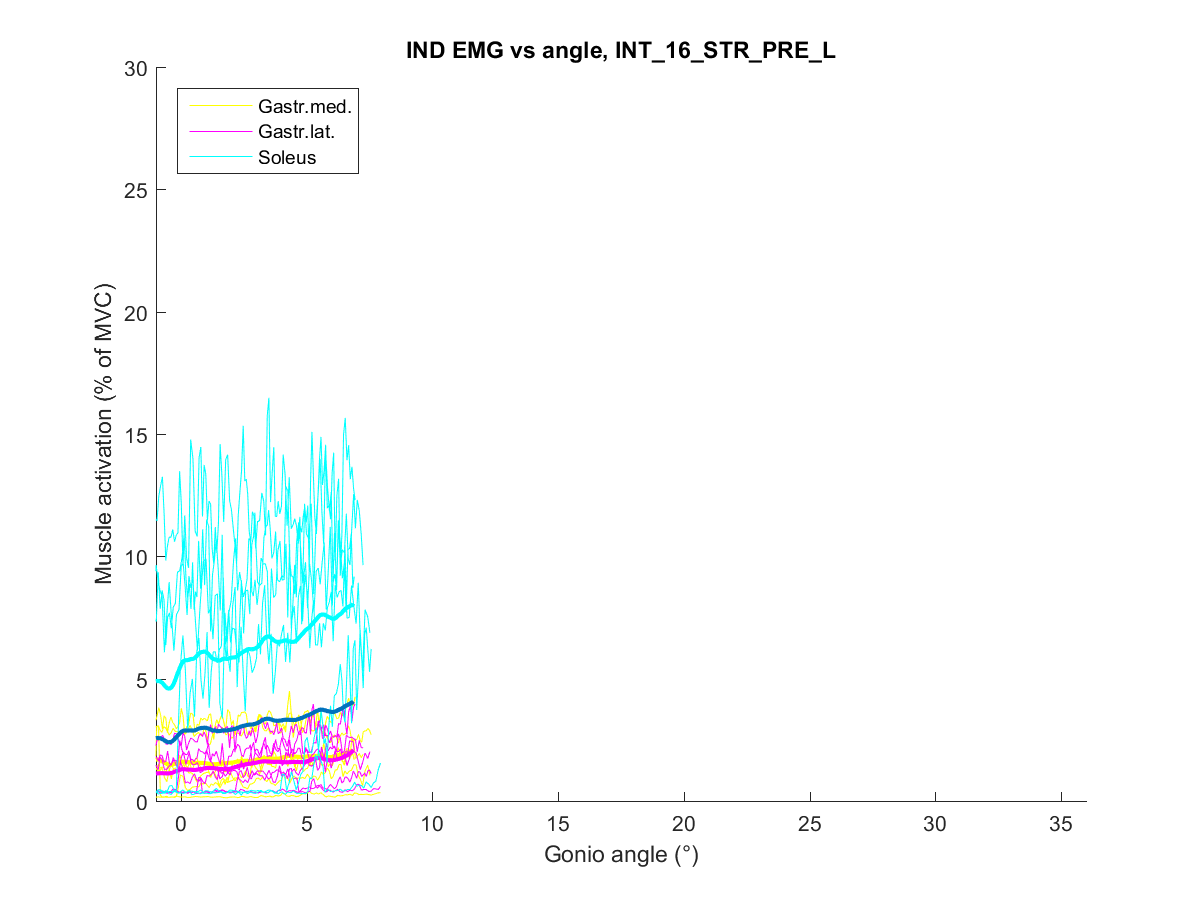 IND EMG vs angle, INT_16_STR_PRE_L
30
25
20
15
10
5
0
Muscle activation (% of MVC)
Gastr.med.
Gastr.lat.
Soleus
0 5 10 15 20 25 30 35
Gonio angle (°)